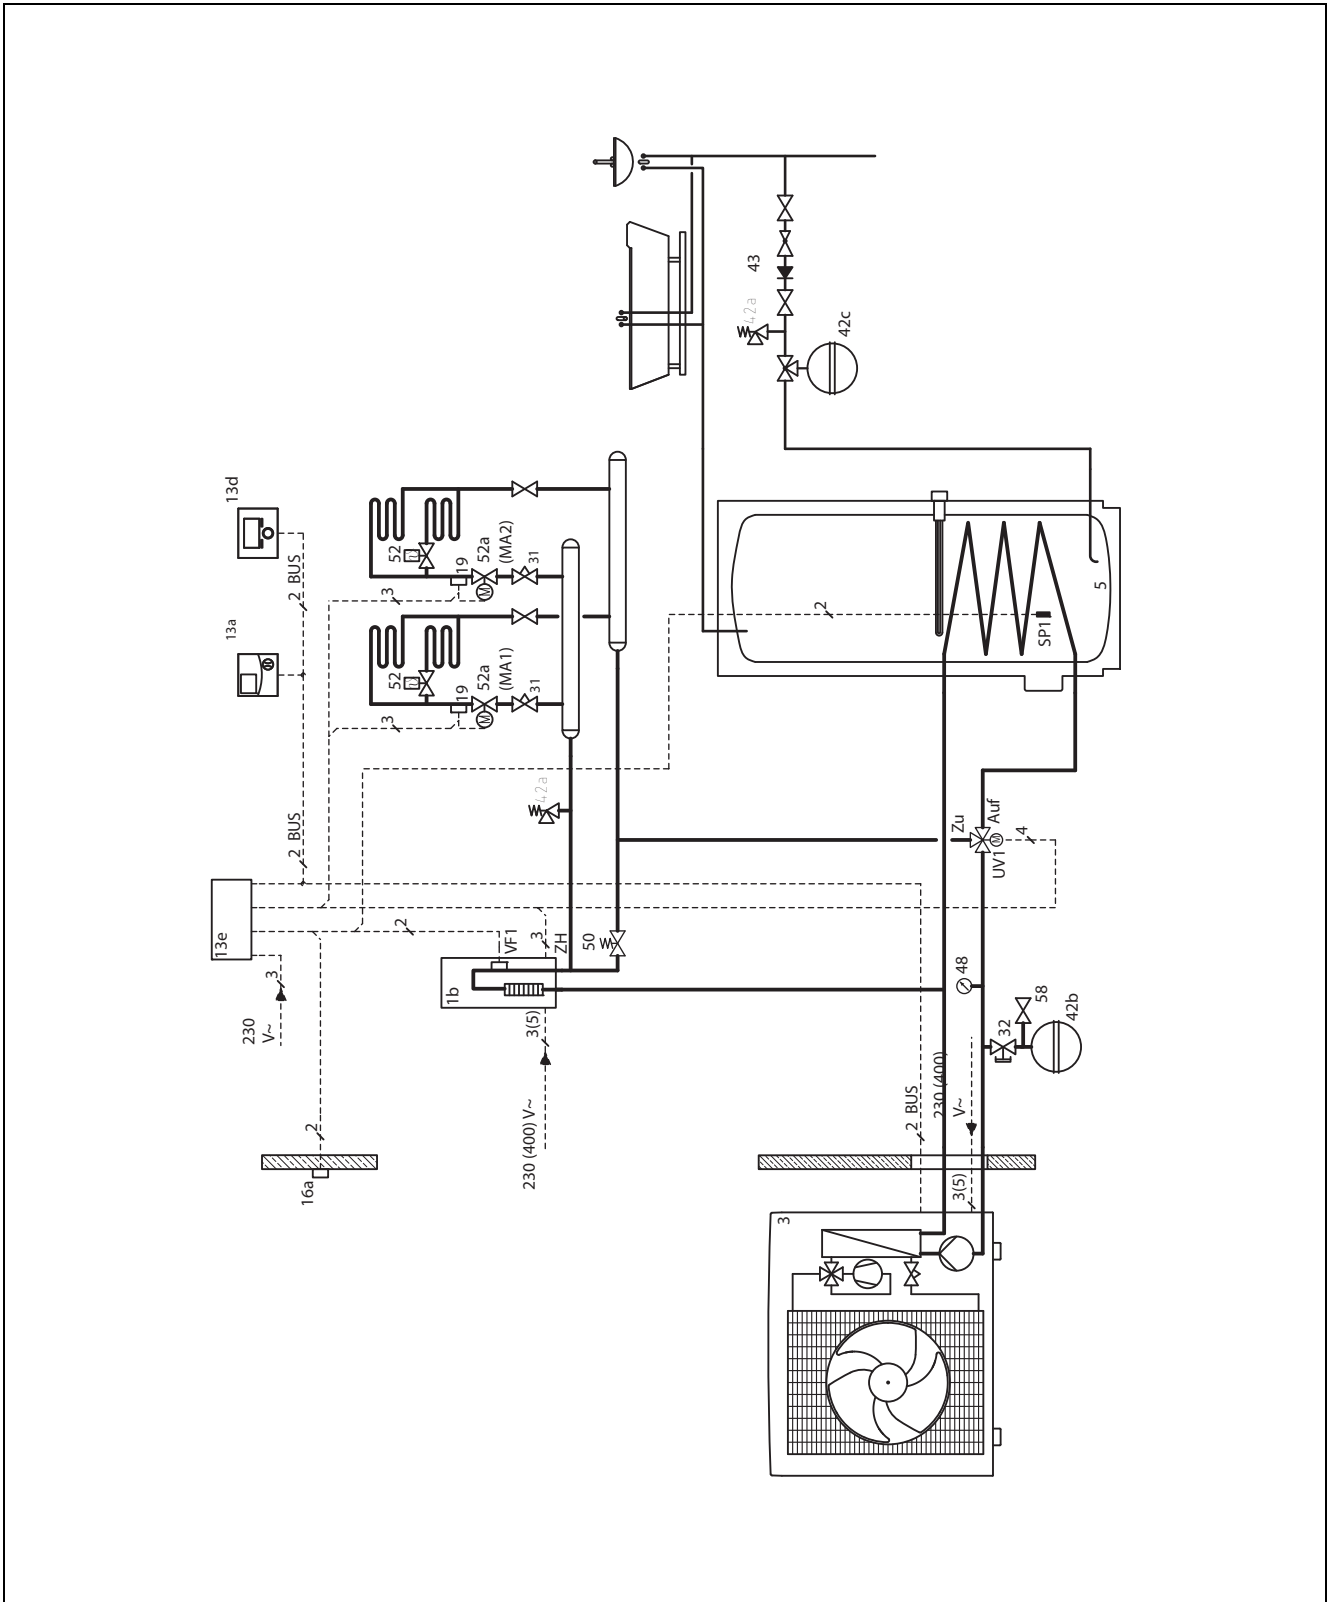 13d
2 BUS
13a
2 BUS
13e
3
230
V~
2
16a
52
19
52a
(MA2)
31
3
52
19
52a
(MA1)
31
3
42a
2
VF1
3
ZH
50
1b
3(5)
230 (400) V~
43
42a
42c
2
SP1
5
Zu
Auf
UV1
4
48
58
32
42b
2 BUS
230 (400)
V~
3(5)
3
M
M
M